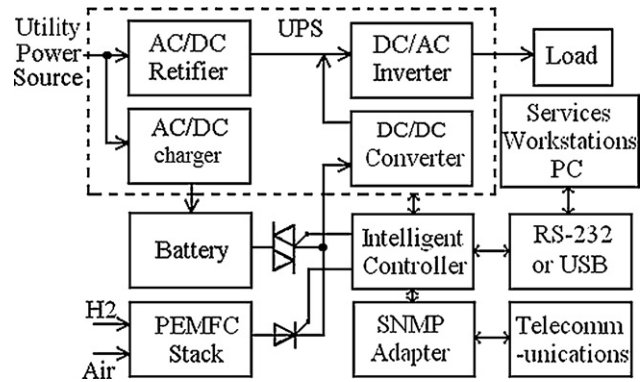 Utility
Power
Source
AC/DC
Retifier
UPS
DC/AC
Inverter
Load
AC/DC
charger
DC/DC
Converter
Services
Workstations
PC
Battery
Intelligent
Controller
RS-232
or USB
H2
Air
PEMFC
Stack
SNMP
Adapter
Telecomm
-unications